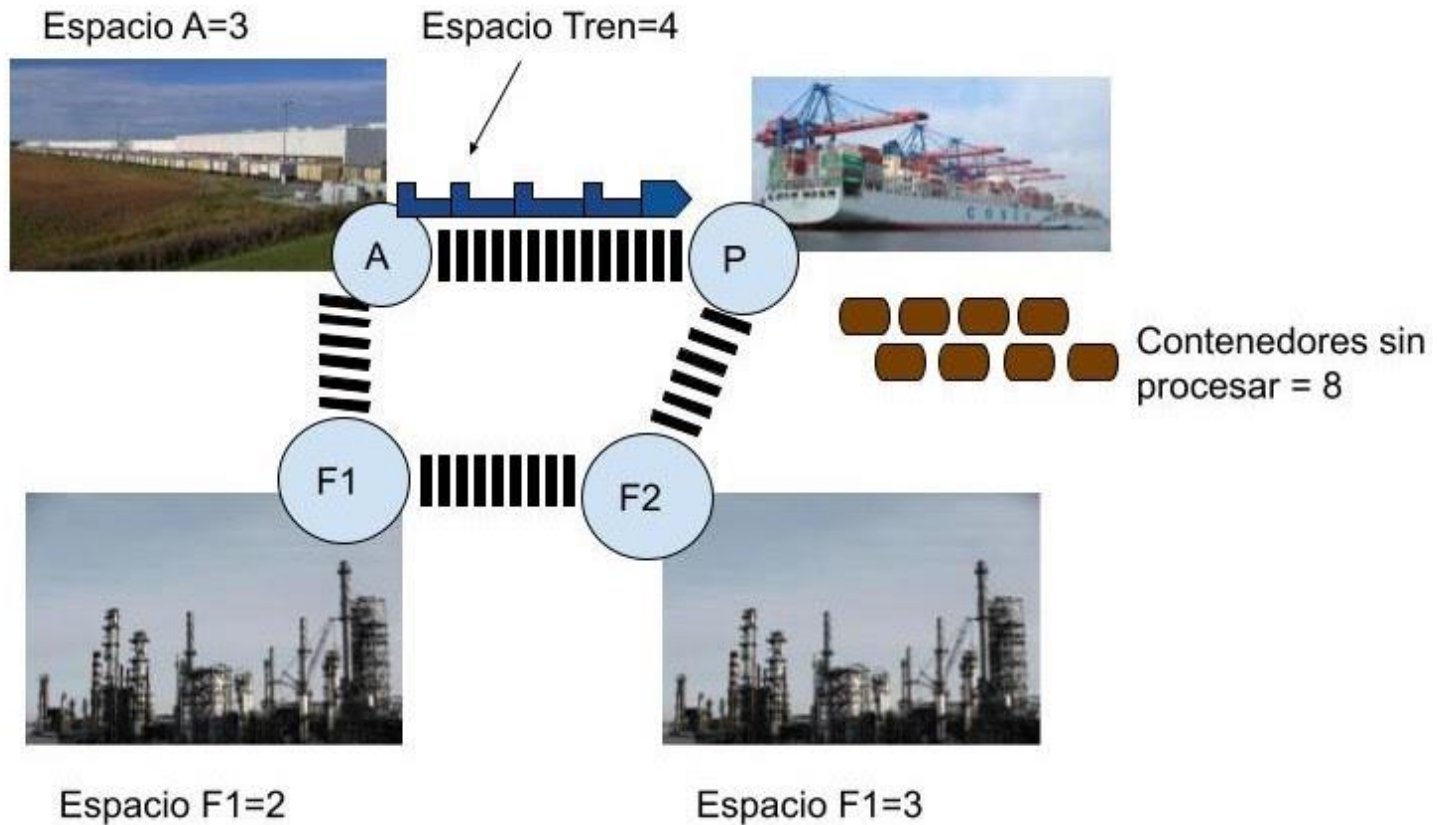 Espacio A=3
Espacio Tren=4
A
P
Contenedores sin
procesar = 8
F1
F2
Espacio F1=2
Espacio F1=3